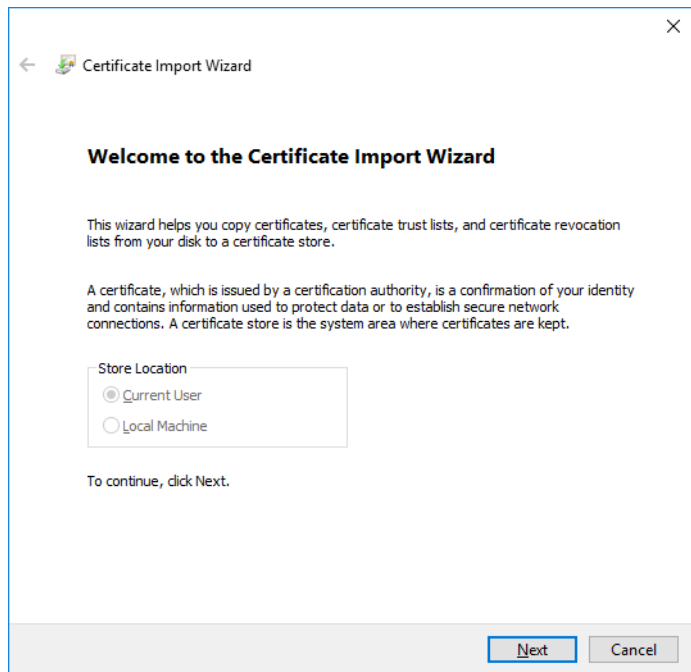 Certificate Import Wizard
Welcome to the Certificate Import Wizard
This wizard helps you copy certificates, certificate trust lists, and certificate revocation
lists from your disk to a certificate store.
A certificate, which is issued by a certification authority, is a confirmation of your identity
and contains information used to protect data or to establish secure network
connections. A certificate store is the system area where certificates are kept.
Store Location
Current User
Local Machine
To continue, click Next.
Next Cancel